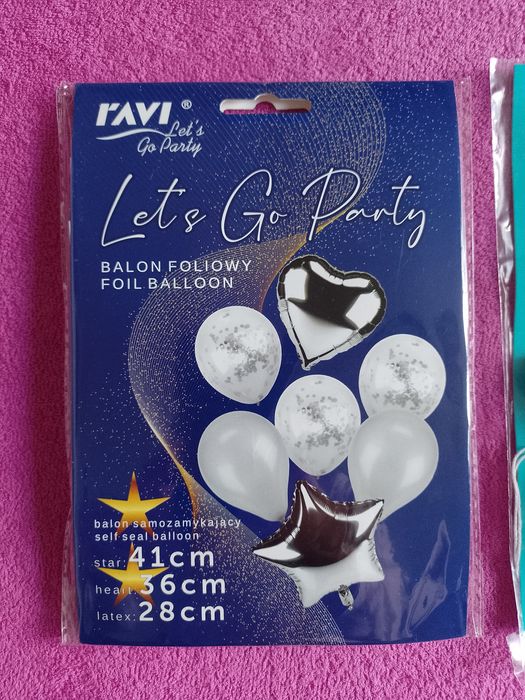 ravi ®
Let's
Go Party
Let's Go Party
BALON FOLIOWY
FOIL BALLOON
balon samozamykający
self seal balloon
star: 41cm
heart: 36cm
latex: 28cm